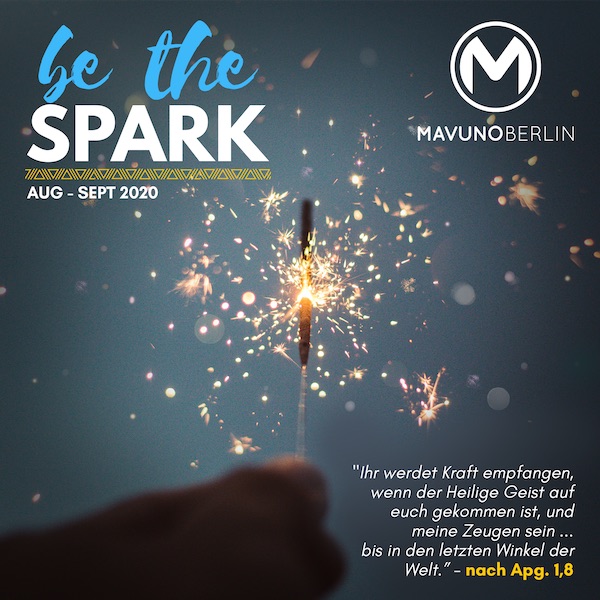 be the
SPARK
AUG - SEPT 2020
M
MAVUNOBERLIN
"Ihr werdet Kraft empfangen,
wenn der Heilige Geist auf
euch gekommen ist, und
meine Zeugen sein ...
bis in den letzten Winkel der
Welt.” - nach Apg. 1,8